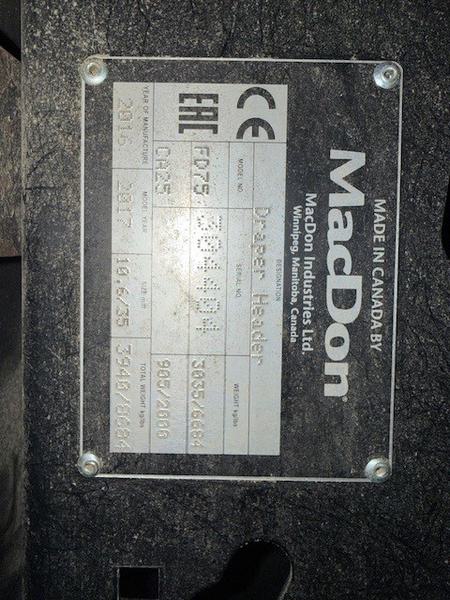 MADE IN CANADA BY
MacDon®
MacDon Industries Ltd.
Winnipeg, Manitoba, Canada
CE EAC
DESIGNATION
Draper Header
MODEL NO. SERIAL NO. WEIGHT kg/lbs
FD75 304404 3035/6684
CA25 905/2000
YEAR OF MANUFACTURE MODEL YEAR SIZE m/ft TOTAL WEIGHT kg/lbs
2016 2017 10.6/35 3940/8684